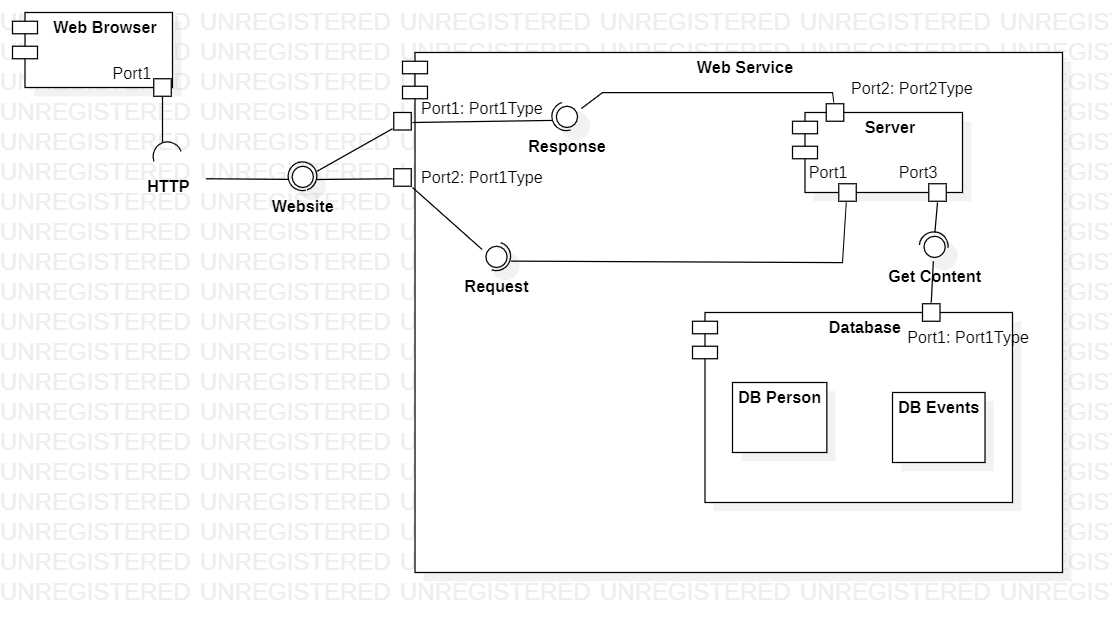 Web Browser
Port1
HTTP
Website
Web Service
Port1: Port1Type
Response
Port2: Port2Type
Server
Port1
Port3
Port2: Port1Type
Request
Get Content
Database
Port1: Port1Type
DB Person
DB Events
UNREGISTERED UNREGISTERED UNREGISTERED UNREGISTERED UNREGISTERED UNREGIS